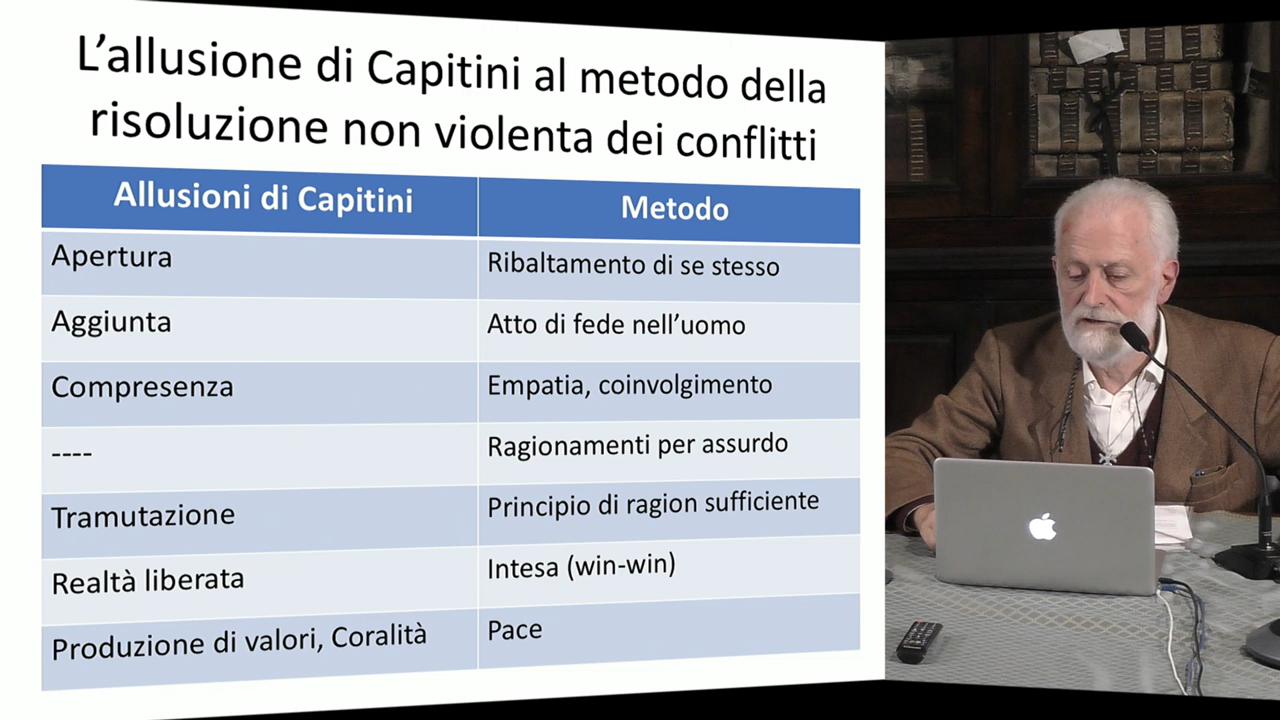 L'allusione di Capitini al metodo della
risoluzione non violenta dei conflitti
Allusioni di Capitini Metodo
Apertura Ribaltamento di se stesso
Aggiunta Atto di fede nell'uomo
Compresenza Empatia, coinvolgimento
---- Ragionamenti per assurdo
Tramutazione Principio di ragion sufficiente
Realtà liberata Intesa (win-win)
Produzione di valori, Coralità Pace